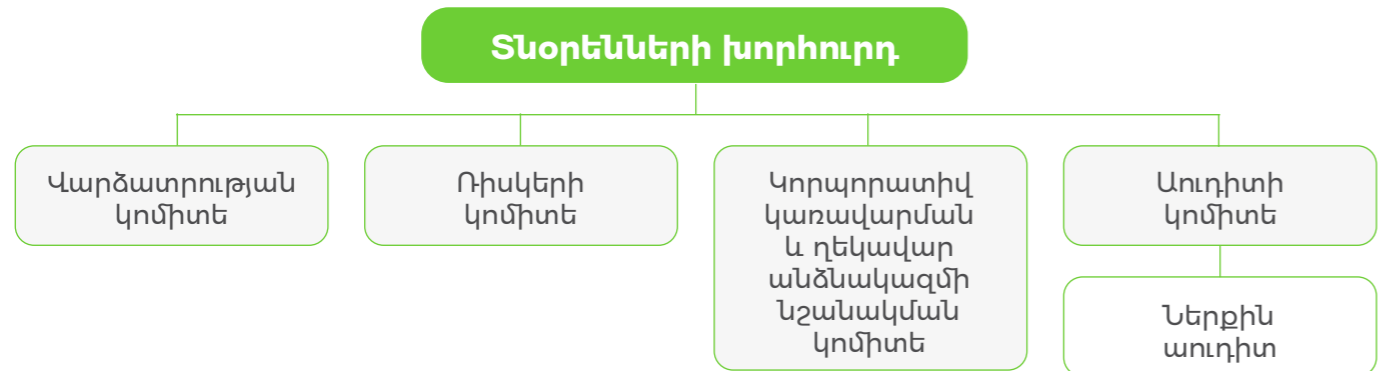 Տնօրենների խորհուրդ
Վարձատրության
կոմիտե
Ռիսկերի
կոմիտե
Կորպորատիվ
կառավարման
և ղեկավար
անձնակազմի
նշանակման
կոմիտե
Աուդիտի
կոմիտե
Ներքին
աուդիտ